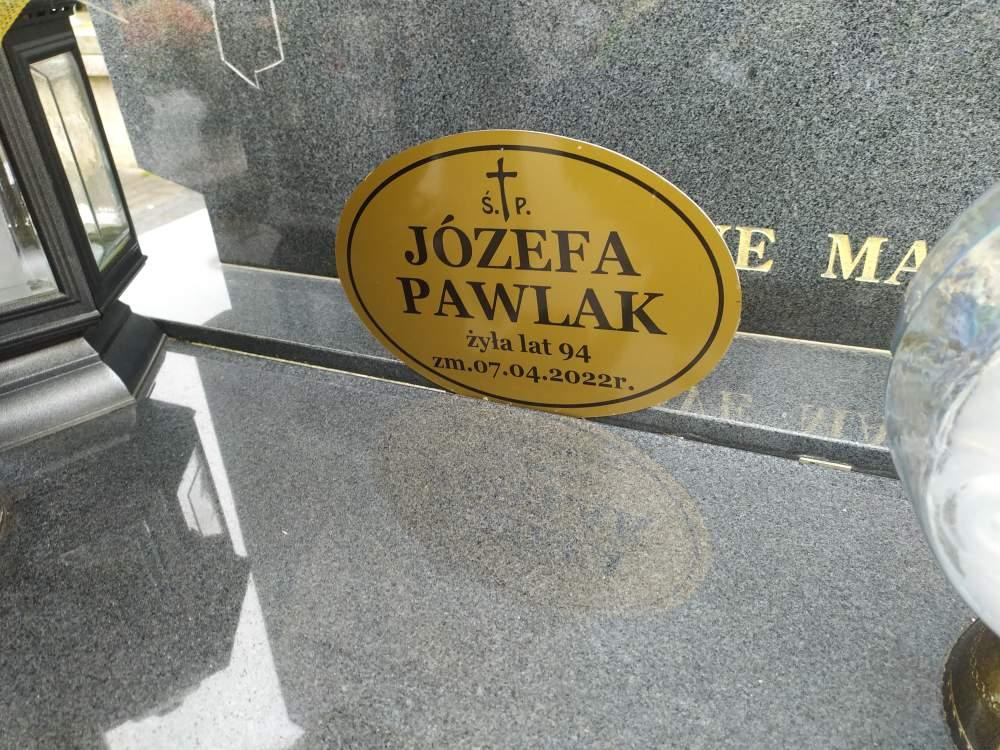 Ś. P.
JÓZEFA
PAWLAK
żyła lat 94
zm.07.04.2022r.